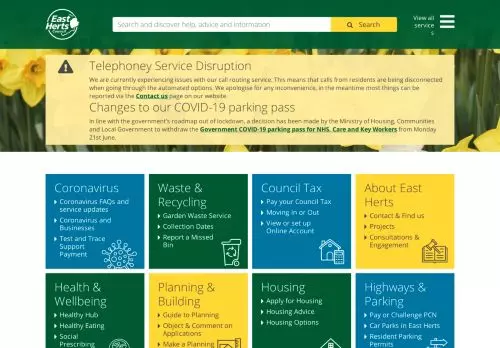 East
Herts
Council
Search and discover help, advice and information
Search
View all
service
s
Telephoney Service Disruption
We are currently experiencing issues with our call routing service. This means that calls from residents are being disconnected
when going through the automated options. We apologise for any inconvenience, in the meantime most things can be
reported via the Contact us page on our website.
Changes to our COVID-19 parking pass
In line with the government's roadmap out of lockdown, a decision has been made by the Ministry of Housing, Communities
and Local Government to withdraw the Government COVID-19 parking pass for NHS, Care and Key Workers from Monday
21st June.
Coronavirus
Coronavirus FAQs and
service updates
Coronavirus and
Businesses
Test and Trace
Support
Payment
Waste &
Recycling
Garden Waste Service
Collection Dates
Report a Missed
Bin
Council Tax
Pay your Council Tax
Moving in or Out
View or set up
Online Account
About East
Herts
Contact & Find us
Projects
Consultations &
Engagement
Health &
Wellbeing
Healthy Hub
Healthy Eating
Social
Prescribing
Planning &
Building
Guide to Planning
Object & Comment on
Applications
Make a Planning
Housing
Apply for Housing
Housing Advice
Housing Options
Highways &
Parking
Pay or Challenge PCN
Car Parks in East Herts
Resident Parking
Permits